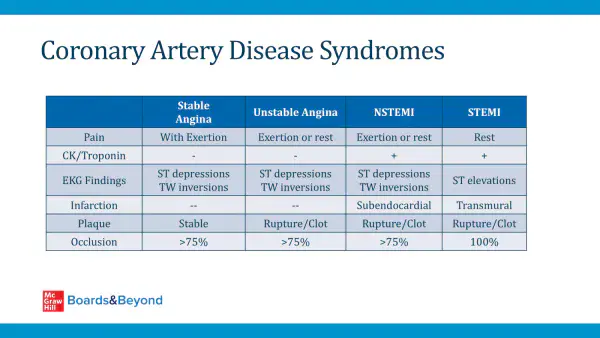 Coronary Artery Disease Syndromes
Stable Angina Unstable Angina NSTEMI STEMI
Pain With Exertion Exertion or rest Exertion or rest Rest
CK/Troponin - - + +
EKG Findings ST depressions TW inversions ST depressions TW inversions ST depressions TW inversions ST elevations
Infarction -- -- Subendocardial Transmural
Plaque Stable Rupture/Clot Rupture/Clot Rupture/Clot
Occlusion >75% >75% >75% 100%
Mc Graw Hill Boards&Beyond